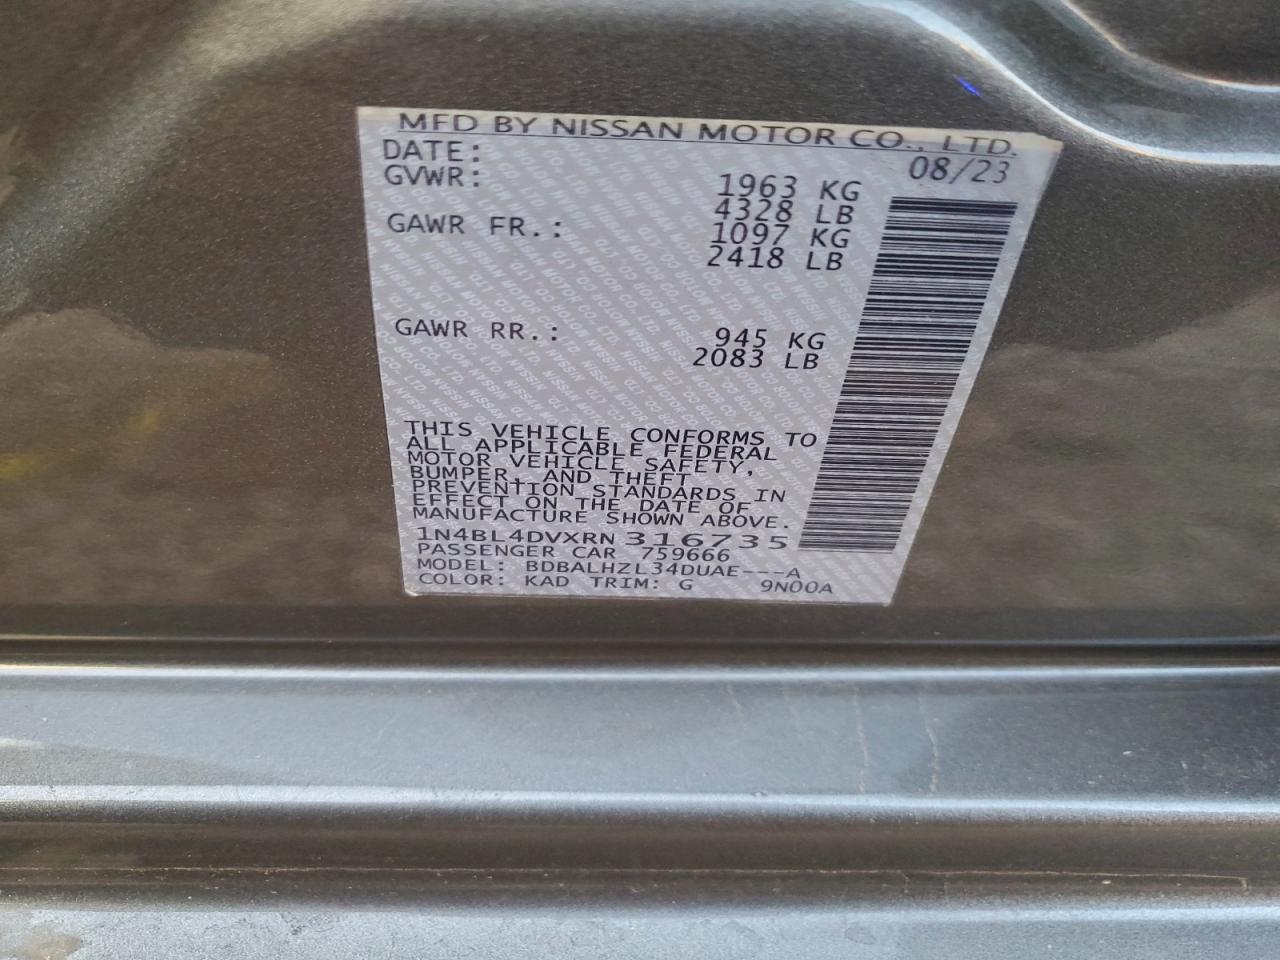 MFD BY NISSAN MOTOR CO., LTD.
DATE: 08/23
GVWR: 1963 KG
4328 LB
GAWR FR.: 1097 KG
2418 LB
GAWR RR.: 945 KG
2083 LB
THIS VEHICLE CONFORMS TO
ALL APPLICABLE FEDERAL
MOTOR VEHICLE SAFETY,
BUMPER, AND THEFT
PREVENTION STANDARDS IN
EFFECT ON THE DATE OF
MANUFACTURE SHOWN ABOVE.
1N4BL4DVXRN316735
PASSENGER CAR 759666
MODEL: BDBALHZL34DUAE---A
COLOR: KAD TRIM: G 9N00A